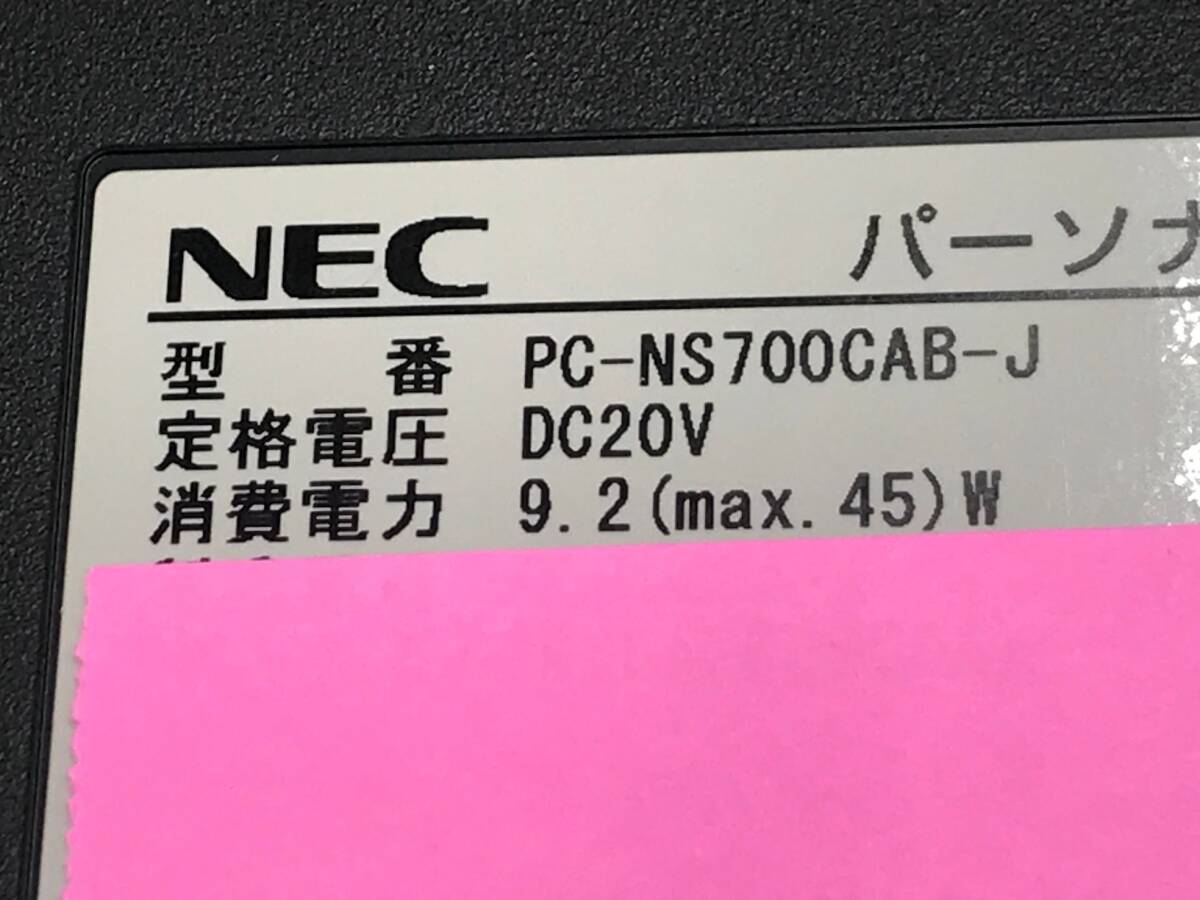 NEC パーソナ
型番 PC-NS700CAB-J
定格電圧 DC20V
消費電力 9.2(max.45)W